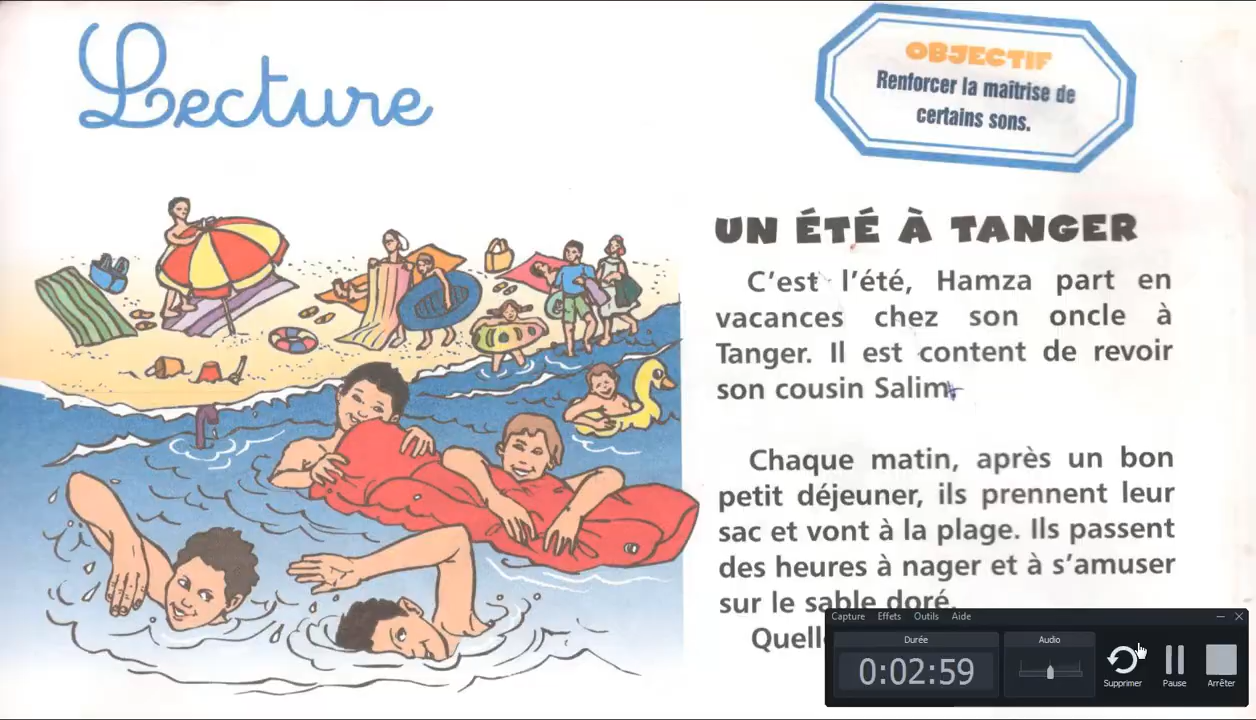 Lecture
OBJECTIF
Renforcer la maîtrise de
certains sons.
UN ÉTÉ À TANGER
C'est l'été, Hamza part en
vacances chez son oncle à
Tanger. Il est content de revoir
son cousin Salim
Chaque matin, après un bon
petit déjeuner, ils prennent leur
sac et vont à la plage. Ils passent
des heures à nager et à s'amuser
sur le sable doré.
Capture Effets Outils Aide
Durée
Audio
0:02:59
Supprimer Pause Arrêter